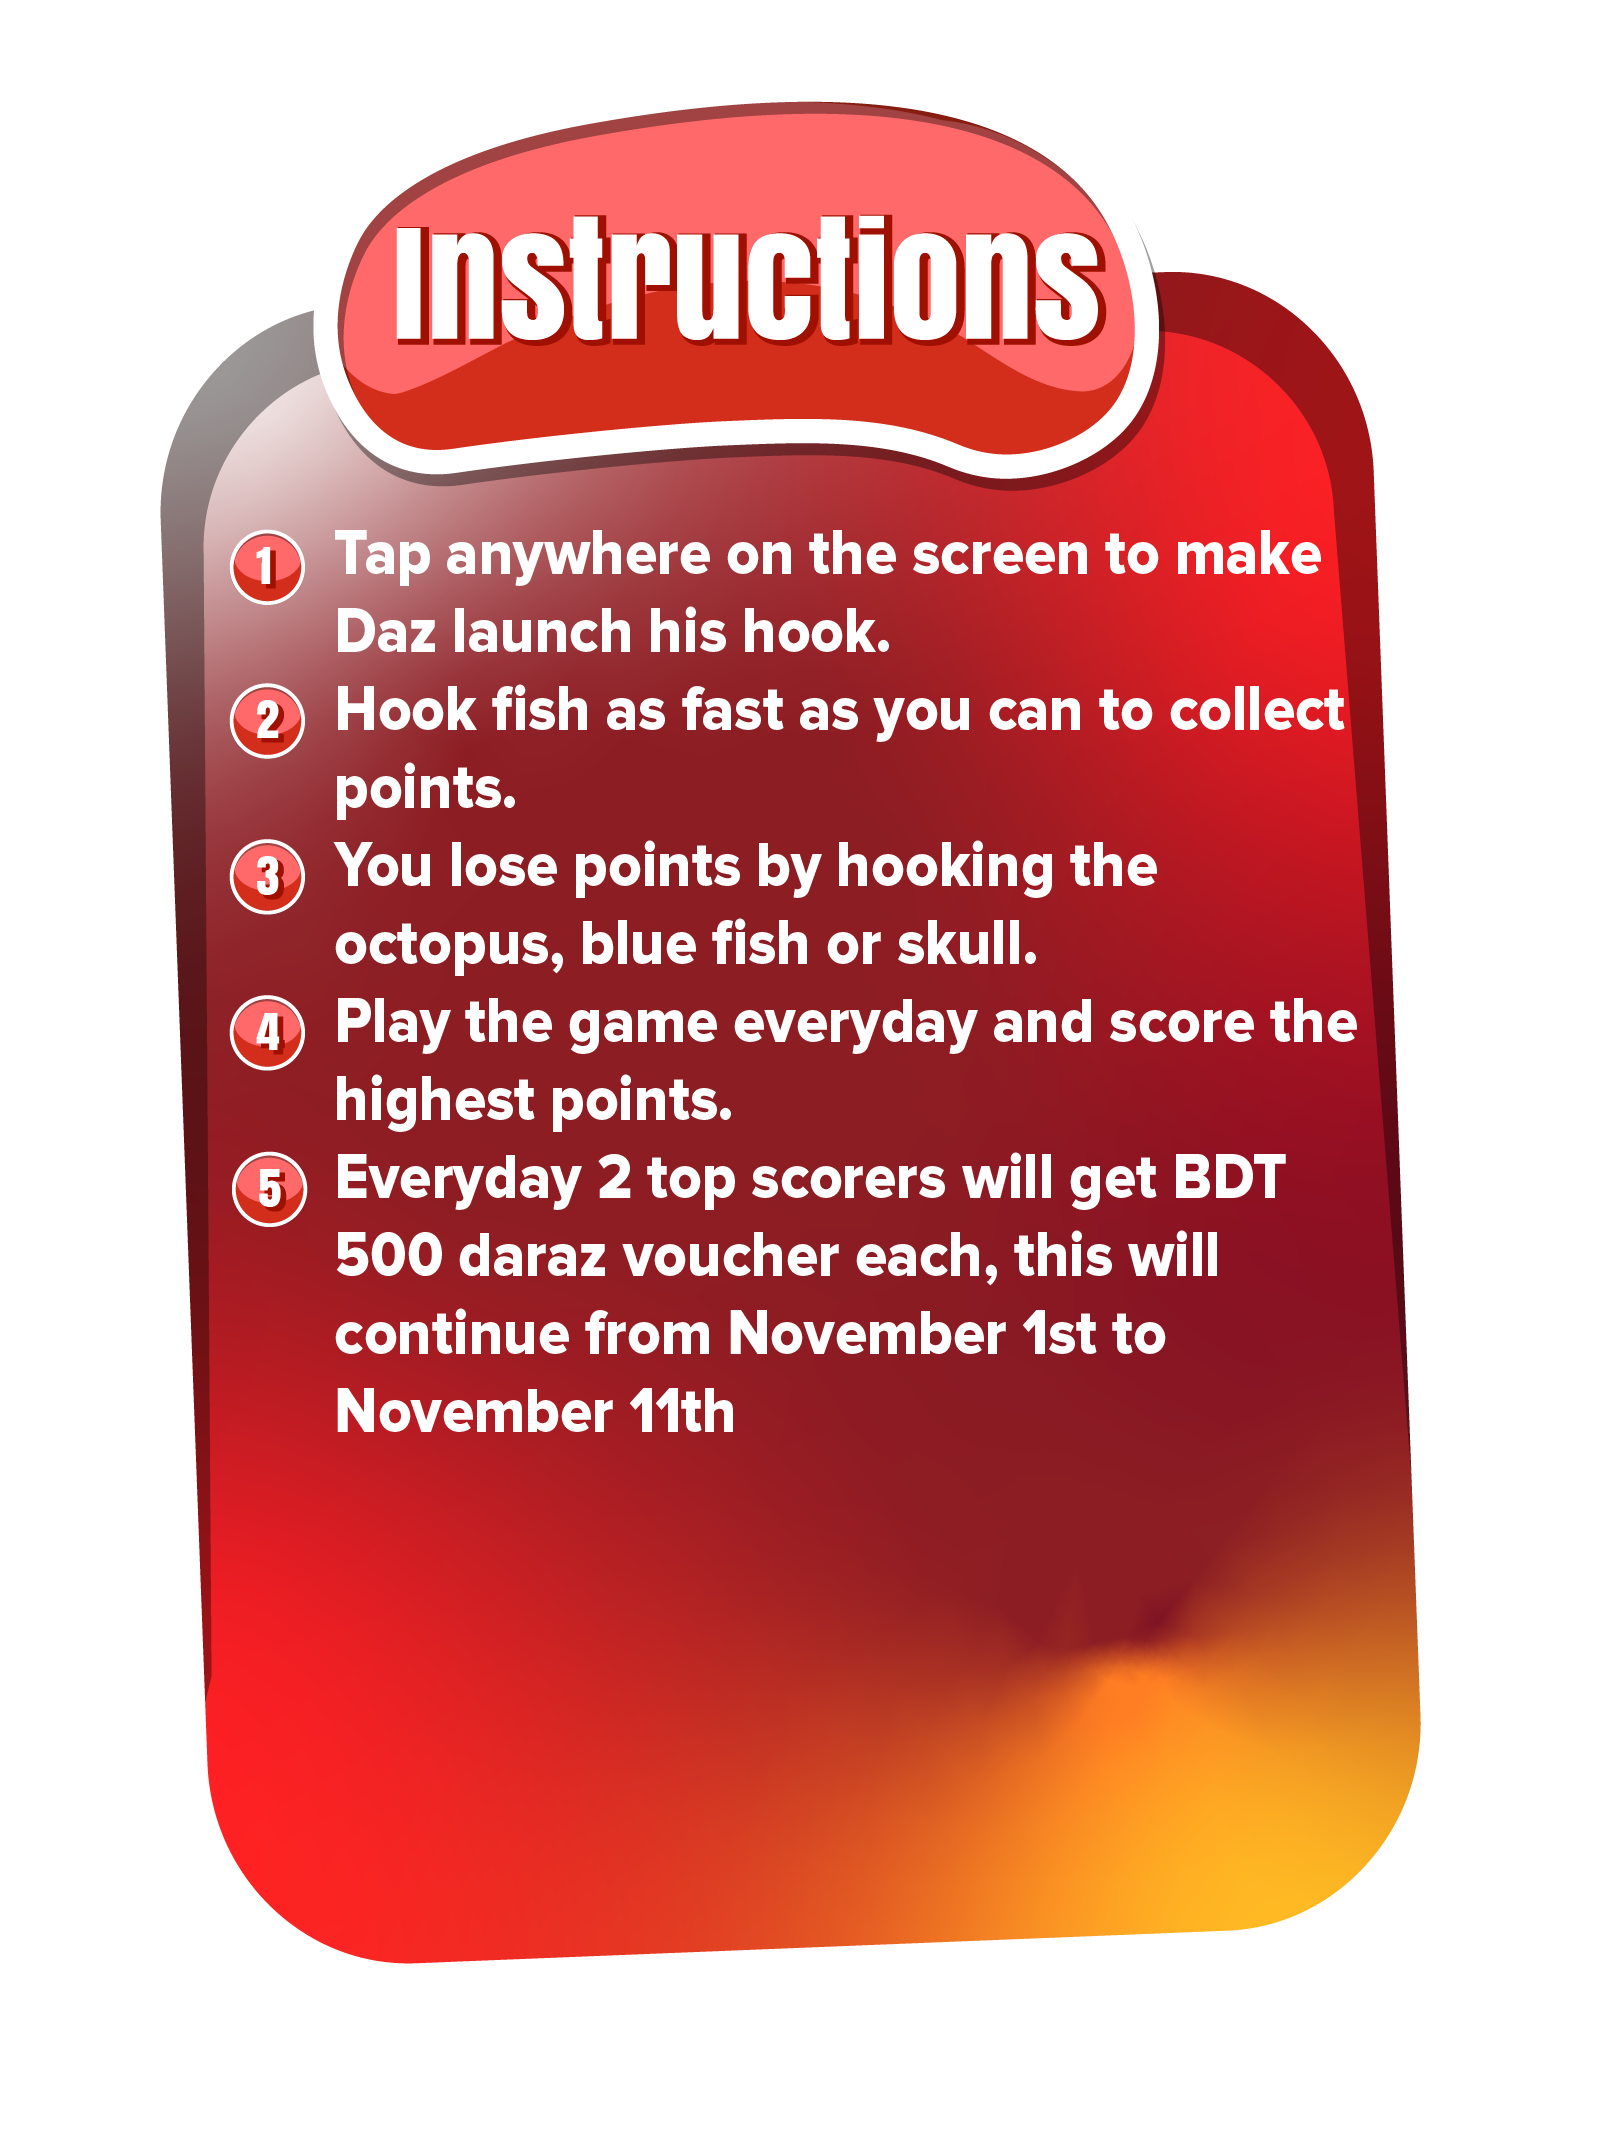 Instructions
1 Tap anywhere on the screen to make
Daz launch his hook.
2 Hook fish as fast as you can to collect
points.
3 You lose points by hooking the
octopus, blue fish or skull.
4 Play the game everyday and score the
highest points.
5 Everyday 2 top scorers will get BDT
500 daraz voucher each, this will
continue from November 1st to
November 11th